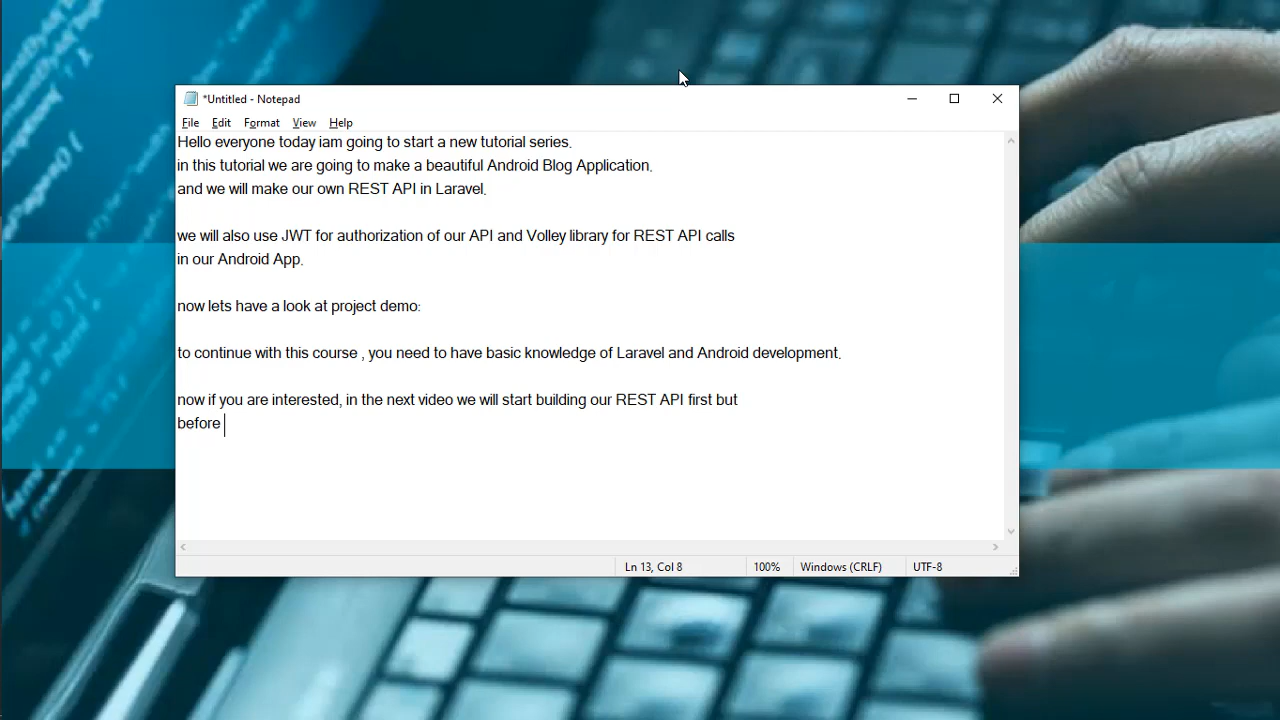 *Untitled - Notepad
File Edit Format View Help
Hello everyone today iam going to start a new tutorial series.
in this tutorial we are going to make a beautiful Android Blog Application.
and we will make our own REST API in Laravel.
we will also use JWT for authorization of our API and Volley library for REST API calls
in our Android App.
now lets have a look at project demo:
to continue with this course , you need to have basic knowledge of Laravel and Android development.
now if you are interested, in the next video we will start building our REST API first but
before
Ln 13, Col 8 100% Windows (CRLF) UTF-8